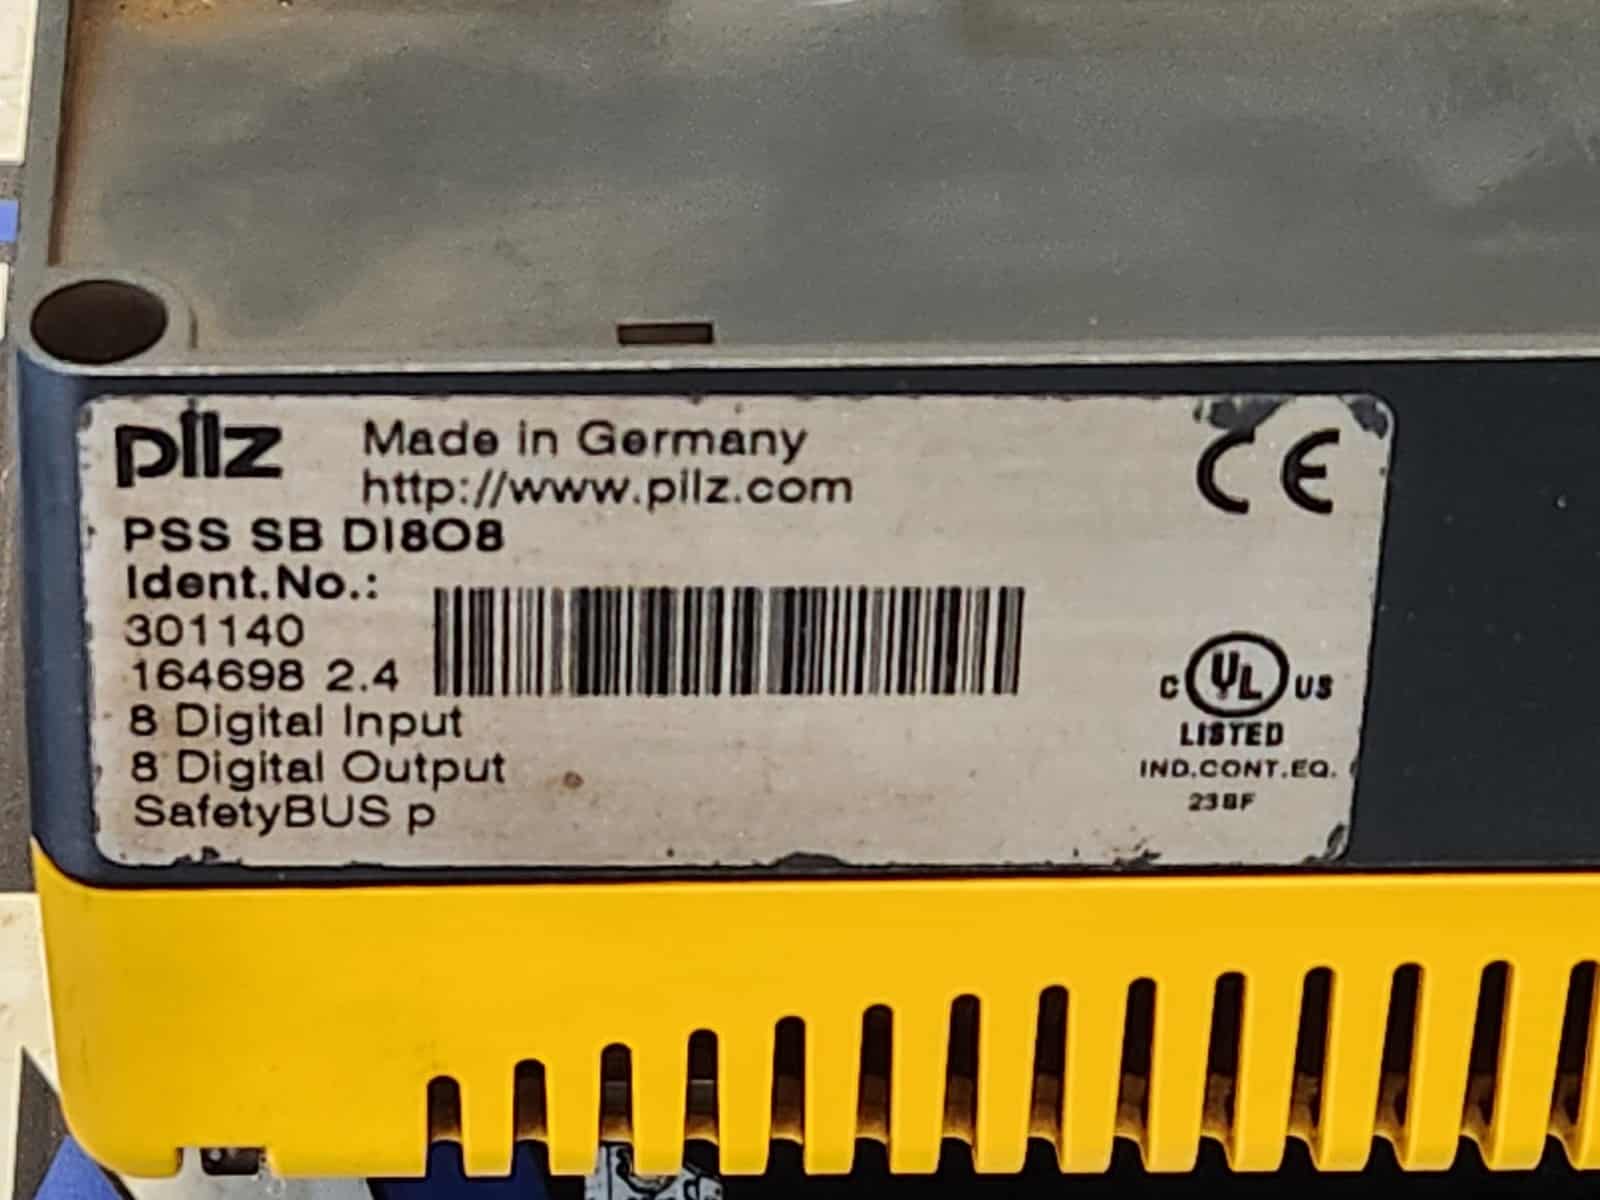 pilz
Made in Germany
http://www.pilz.com
CE
PSS SB DI8O8
Ident.No.:
301140
164698 2.4
8 Digital Input
8 Digital Output
SafetyBUS p
C UL US
LISTED
IND.CONT.EQ.
23BF